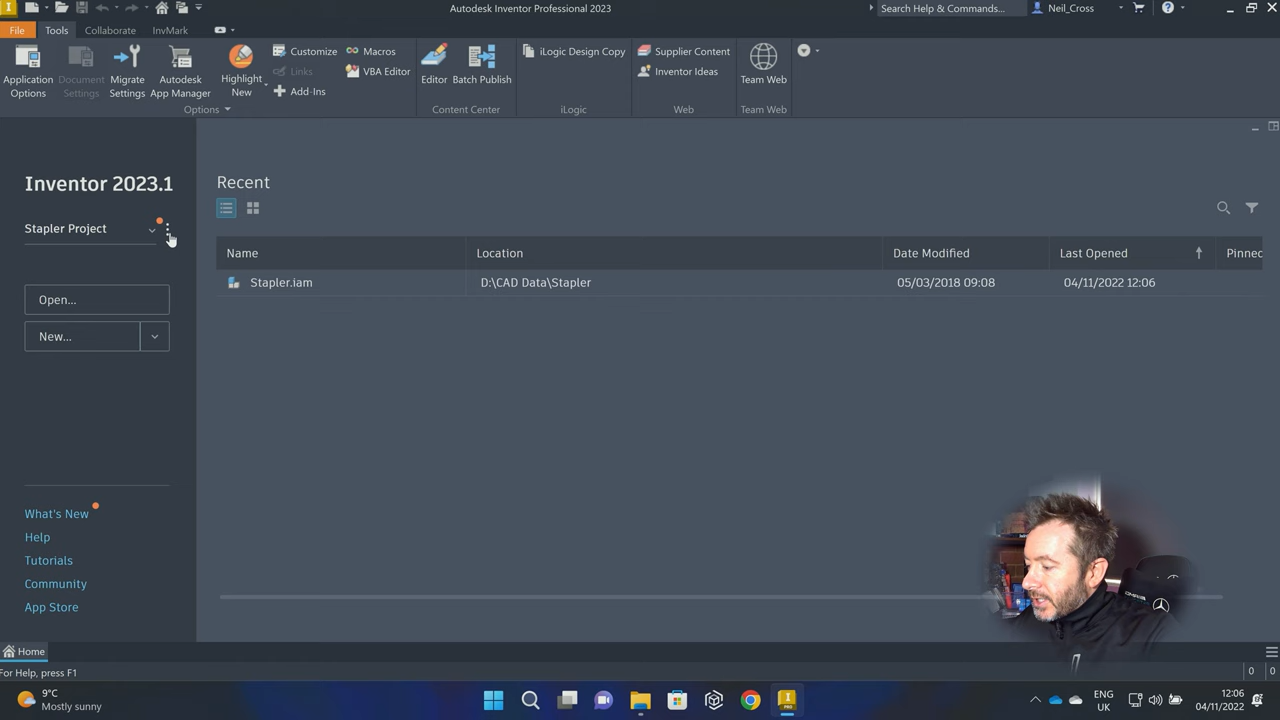 Autodesk Inventor Professional 2023
Search Help & Commands...
Neil_Cross
File
Tools
Collaborate
InvMark
Application Options
Document Settings
Migrate Settings
Autodesk App Manager
Highlight New
Customize
Links
Add-Ins
Macros
VBA Editor
Options
Editor
Batch Publish
Content Center
iLogic Design Copy
iLogic
Supplier Content
Inventor Ideas
Web
Team Web
Team Web
Inventor 2023.1
Stapler Project
Open...
New...
What's New
Help
Tutorials
Community
App Store
Recent
Name Location Date Modified Last Opened Pinned
Stapler.iam D:\CAD Data\Stapler 05/03/2018 09:08 04/11/2022 12:06
Home
For Help, press F1
0 0
9°C
Mostly sunny
PRO
ENG
UK
12:06
04/11/2022